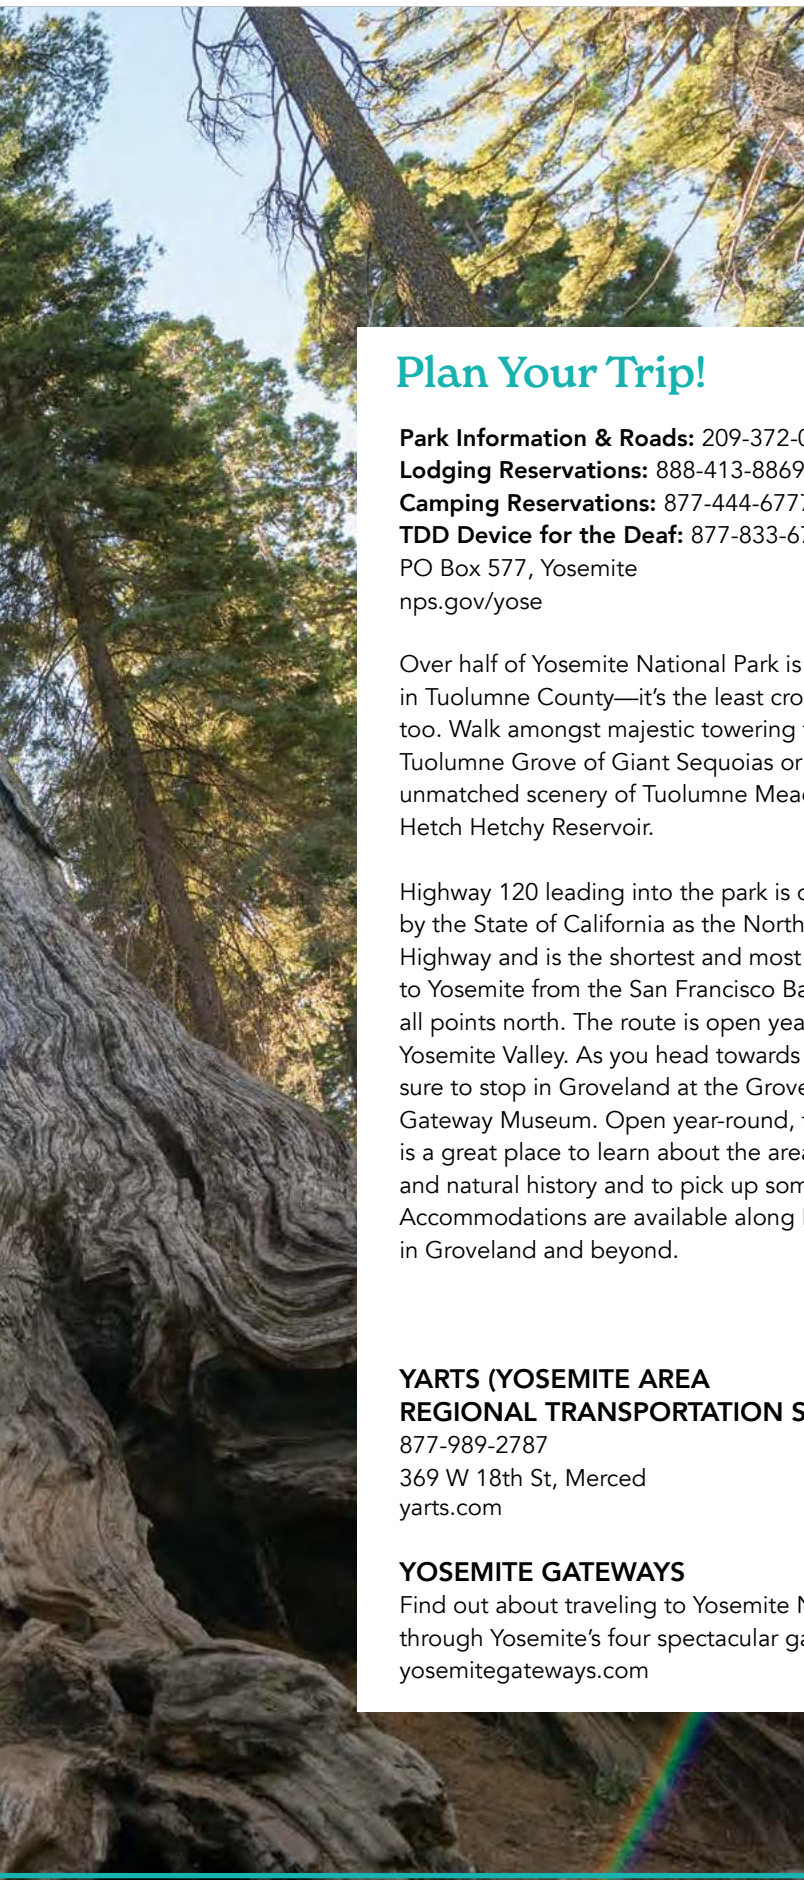 Plan Your Trip!
Park Information & Roads: 209-372-0
Lodging Reservations: 888-413-8869
Camping Reservations: 877-444-6777
TDD Device for the Deaf: 877-833-67
PO Box 577, Yosemite
nps.gov/yose
Over half of Yosemite National Park is
in Tuolumne County—it’s the least cro
too. Walk amongst majestic towering
Tuolumne Grove of Giant Sequoias or
unmatched scenery of Tuolumne Mea
Hetch Hetchy Reservoir.
Highway 120 leading into the park is
by the State of California as the North
Highway and is the shortest and most
to Yosemite from the San Francisco Ba
all points north. The route is open yea
Yosemite Valley. As you head towards
sure to stop in Groveland at the Grove
Gateway Museum. Open year-round,
is a great place to learn about the area
and natural history and to pick up som
Accommodations are available along
in Groveland and beyond.
YARTS (YOSEMITE AREA
REGIONAL TRANSPORTATION S
877-989-2787
369 W 18th St, Merced
yarts.com
YOSEMITE GATEWAYS
Find out about traveling to Yosemite N
through Yosemite’s four spectacular ga
yosemitegateways.com